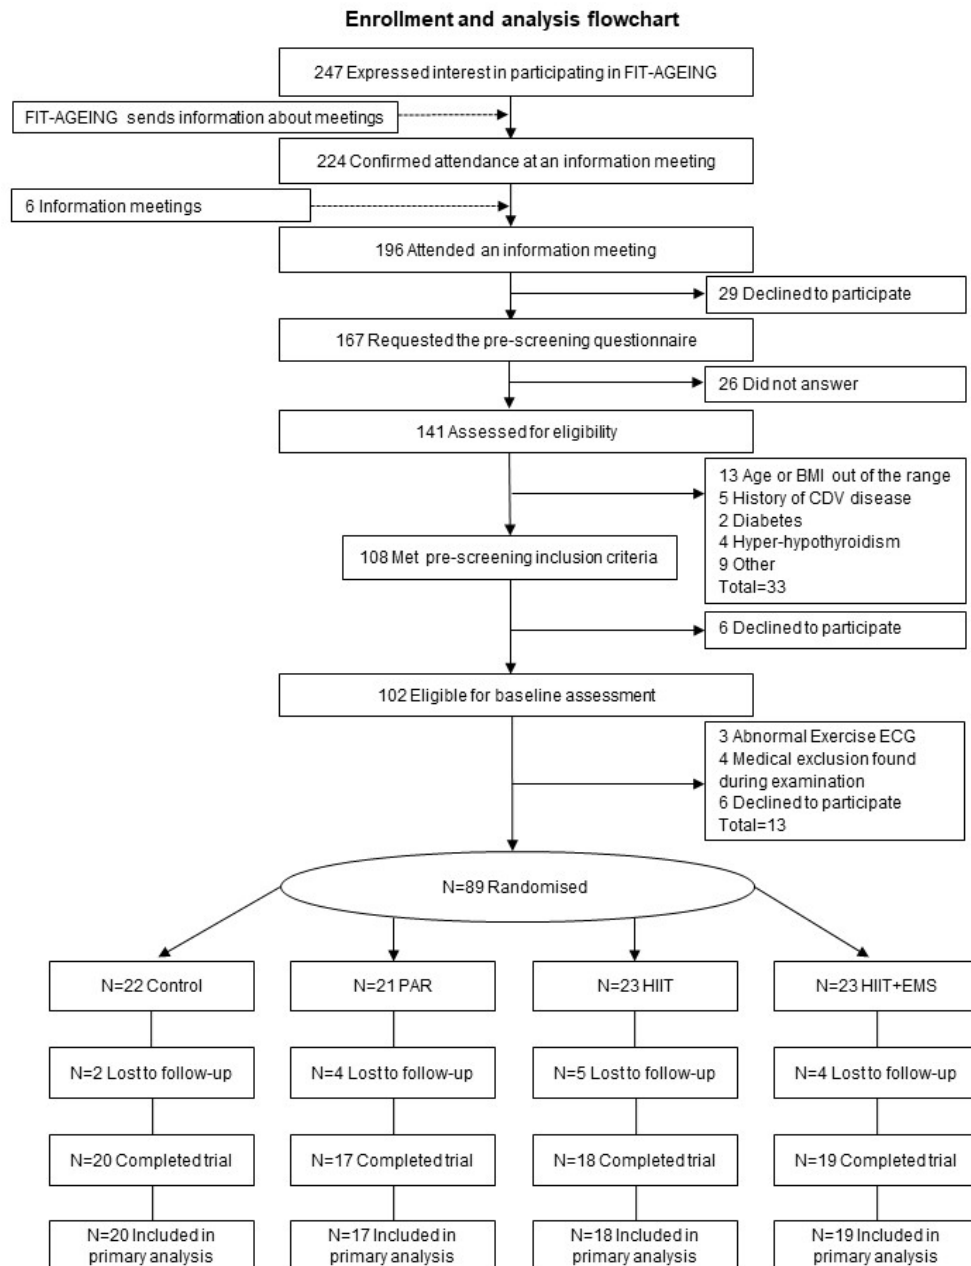 Enrollment and analysis flowchart
247 Expressed interest in participating in FIT-AGEING
FIT-AGEING sends information about meetings
224 Confirmed attendance at an information meeting
6 Information meetings
196 Attended an information meeting
29 Declined to participate
167 Requested the pre-screening questionnaire
26 Did not answer
141 Assessed for eligibility
13 Age or BMI out of the range
5 History of CDV disease
2 Diabetes
4 Hyper-hypothyroidism
9 Other
Total=33
108 Met pre-screening inclusion criteria
6 Declined to participate
102 Eligible for baseline assessment
3 Abnormal Exercise ECG
4 Medical exclusion found
during examination
6 Declined to participate
Total=13
N=89 Randomised
N=22 Control
N=21 PAR
N=23 HIIT
N=23 HIIT+EMS
N=2 Lost to follow-up
N=4 Lost to follow-up
N=5 Lost to follow-up
N=4 Lost to follow-up
N=20 Completed trial
N=17 Completed trial
N=18 Completed trial
N=19 Completed trial
N=20 Included in
primary analysis
N=17 Included in
primary analysis
N=18 Included in
primary analysis
N=19 Included in
primary analysis